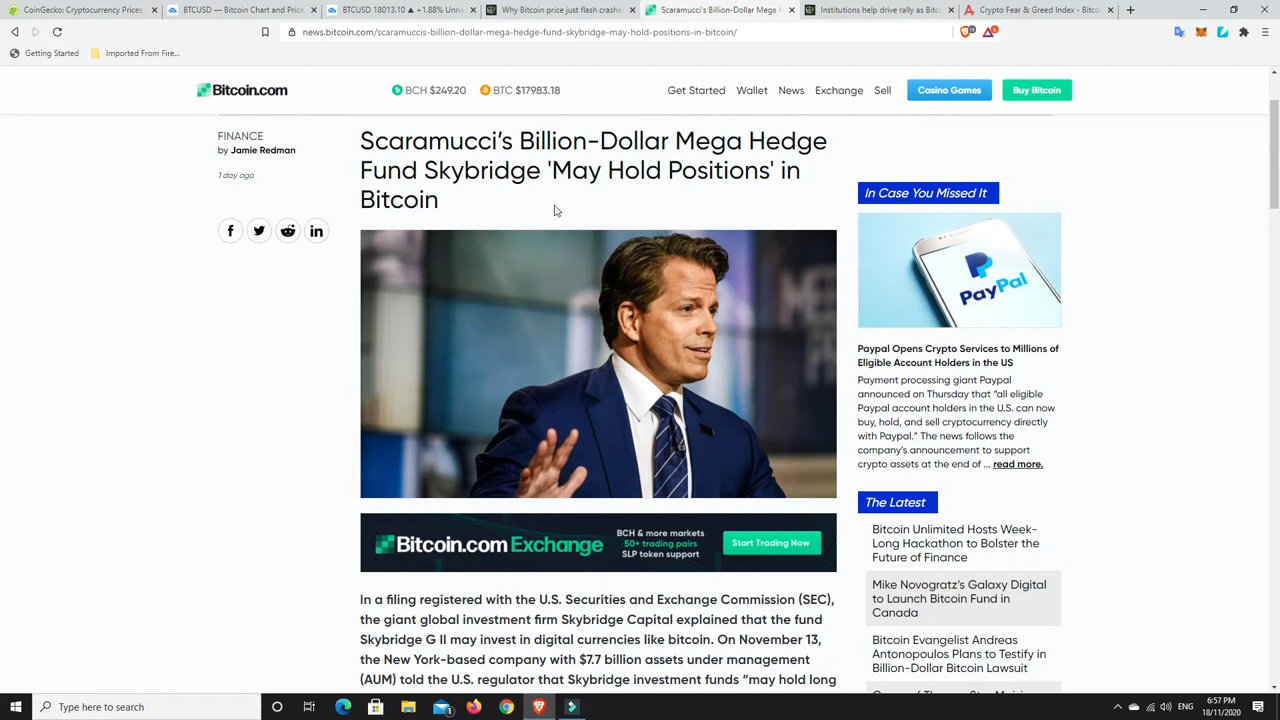 CoinGecko: Cryptocurrency Prices
BTCUSD — Bitcoin Chart and Price
BTCUSD 18013.10 ▲ +1.88% Unna
Why Bitcoin price just flash crashe
Scaramucci's Billion-Dollar Mega H
Institutions help drive rally as Bitc
Crypto Fear & Greed Index - Bitco
news.bitcoin.com/scaramuccis-billion-dollar-mega-hedge-fund-skybridge-may-hold-positions-in-bitcoin/
Getting Started
Imported From Fire...
Bitcoin.com
BCH $249.20
BTC $17983.18
Get Started
Wallet
News
Exchange
Sell
Casino Games
Buy Bitcoin
FINANCE
by Jamie Redman
1 day ago
Scaramucci's Billion-Dollar Mega Hedge
Fund Skybridge 'May Hold Positions' in
Bitcoin
Bitcoin.com Exchange
BCH & more markets
50+ trading pairs
SLP token support
Start Trading Now
In a filing registered with the U.S. Securities and Exchange Commission (SEC),
the giant global investment firm Skybridge Capital explained that the fund
Skybridge G II may invest in digital currencies like bitcoin. On November 13,
the New York-based company with $7.7 billion assets under management
(AUM) told the U.S. regulator that Skybridge investment funds "may hold long
In Case You Missed It
PayPal
Paypal Opens Crypto Services to Millions of
Eligible Account Holders in the US
Payment processing giant Paypal
announced on Thursday that "all eligible
Paypal account holders in the U.S. can now
buy, hold, and sell cryptocurrency directly
with Paypal." The news follows the
company's announcement to support
crypto assets at the end of ... read more.
The Latest
Bitcoin Unlimited Hosts Week-
Long Hackathon to Bolster the
Future of Finance
Mike Novogratz's Galaxy Digital
to Launch Bitcoin Fund in
Canada
Bitcoin Evangelist Andreas
Antonopoulos Plans to Testify in
Billion-Dollar Bitcoin Lawsuit
Type here to search
ENG
6:57 PM
18/11/2020